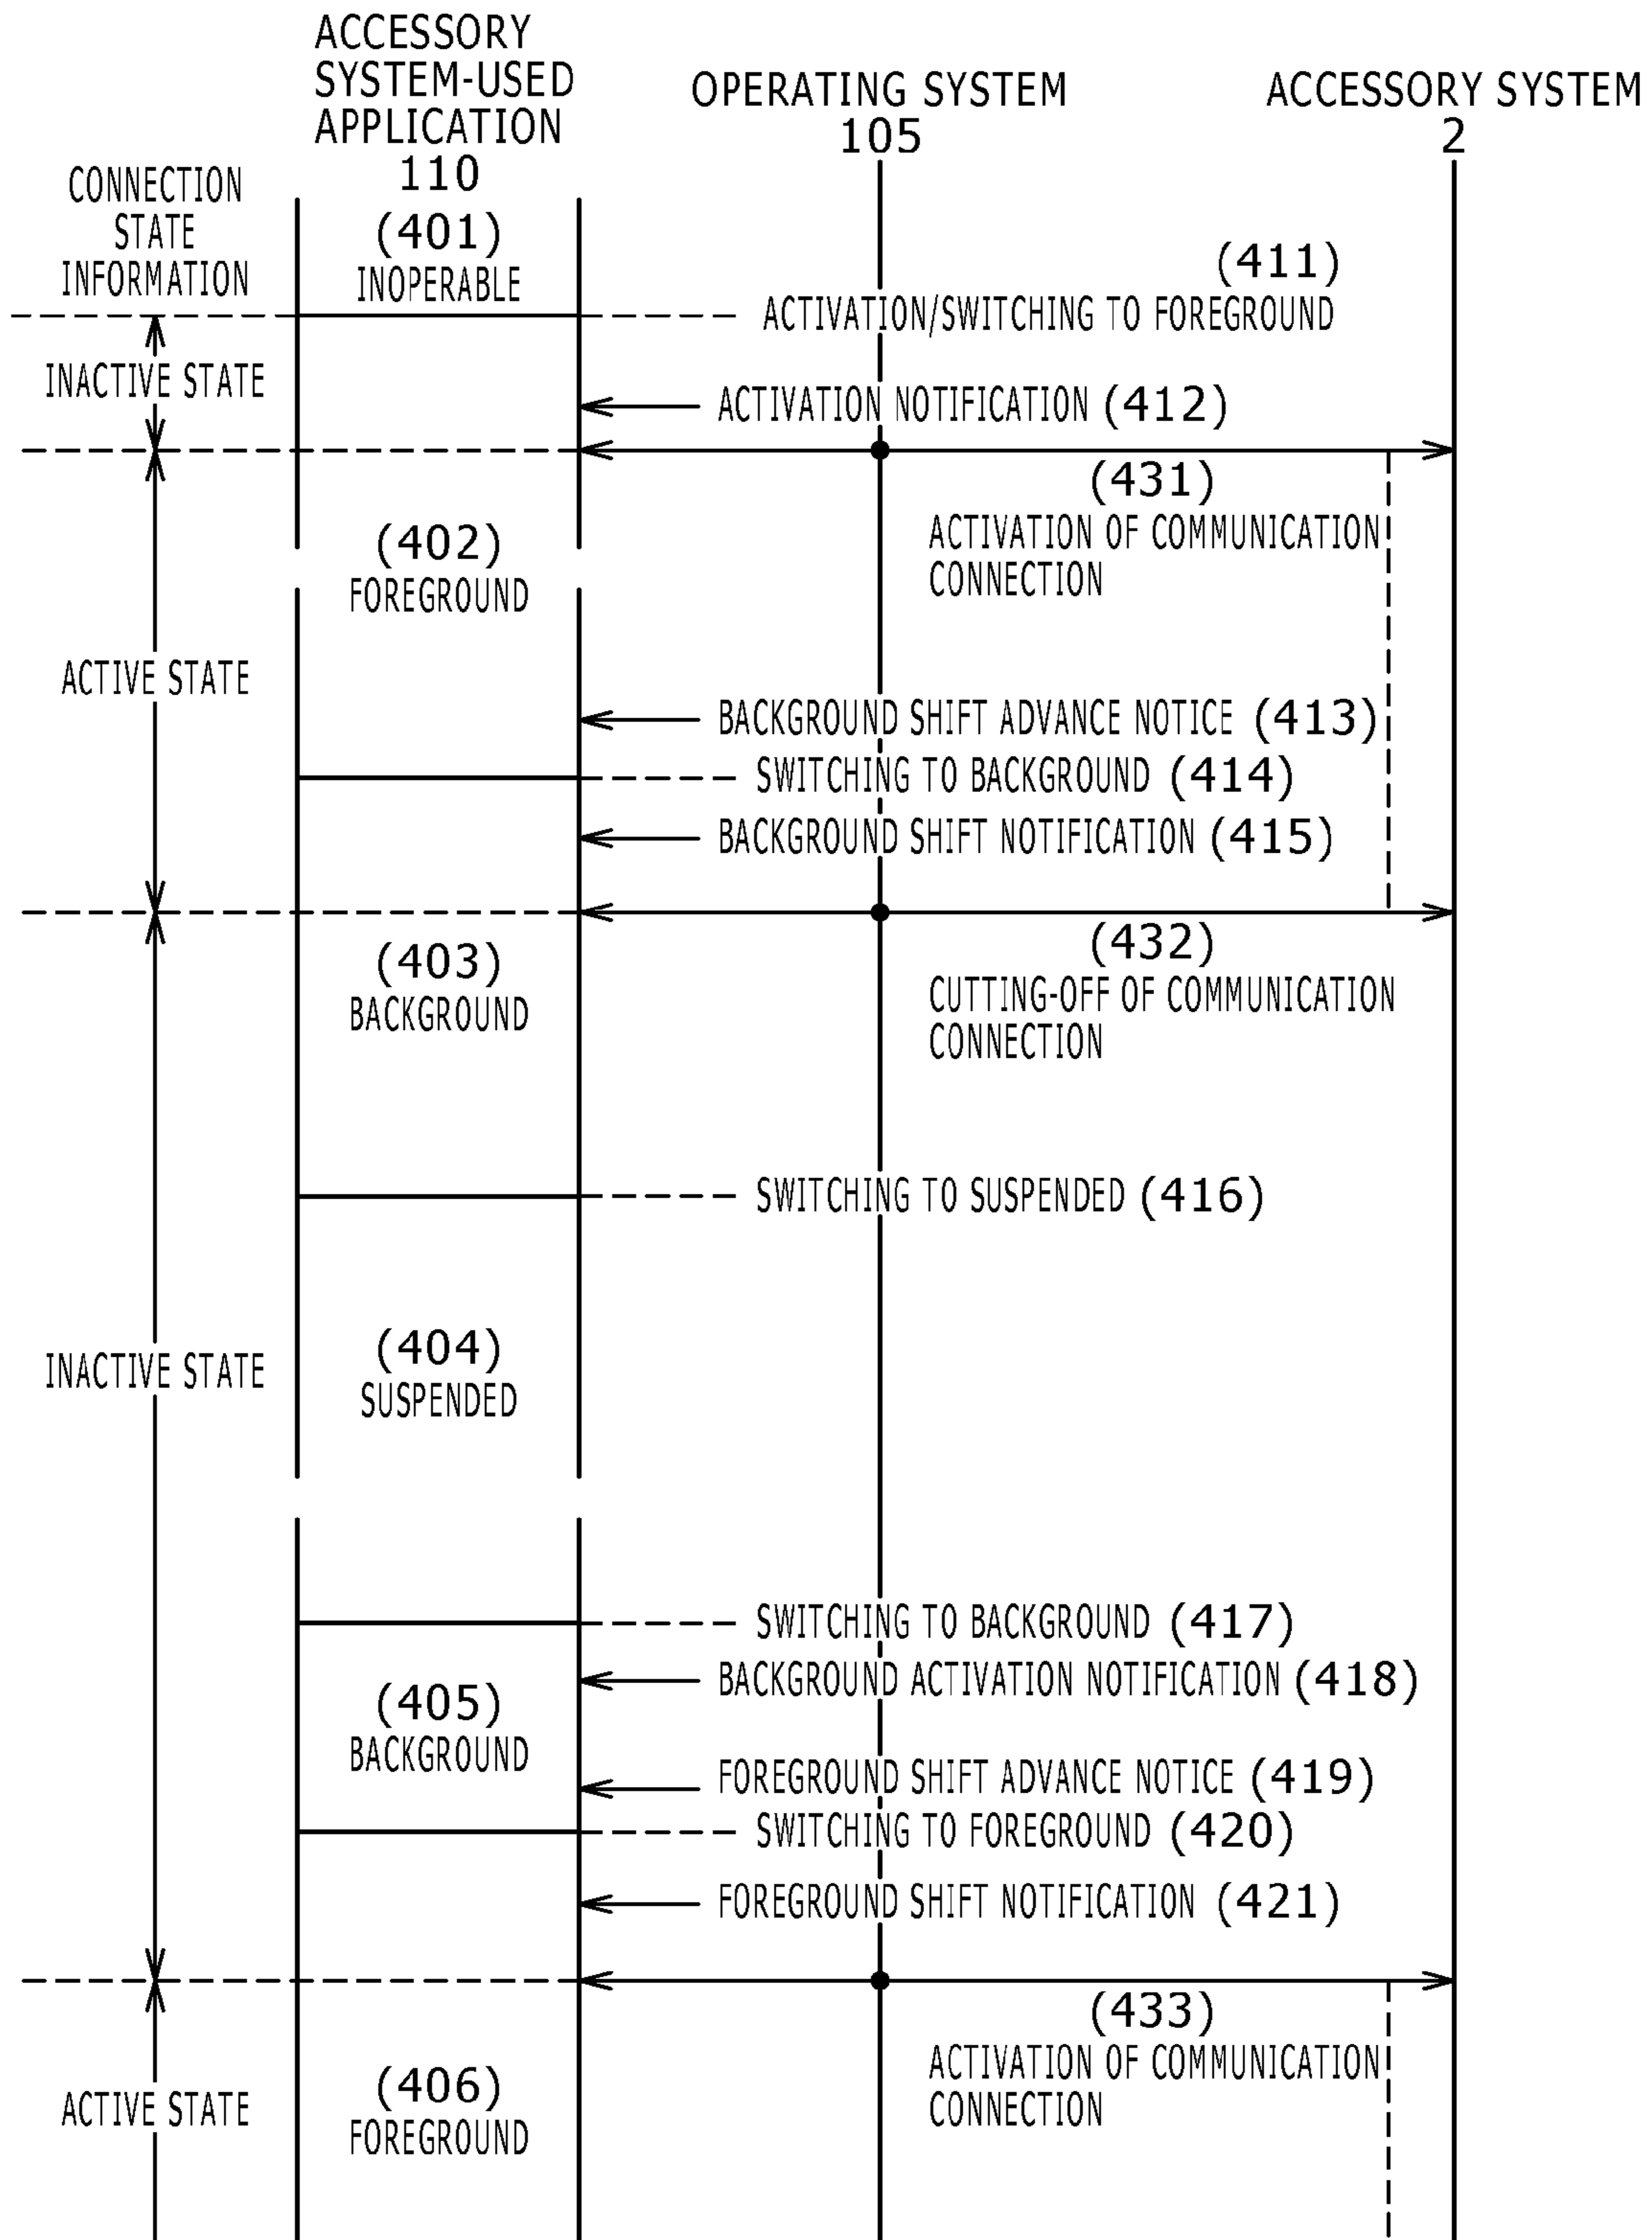 ACCESSORY
SYSTEM-USED
APPLICATION
110
OPERATING SYSTEM
105
ACCESSORY SYSTEM
2
CONNECTION
STATE
INFORMATION
(401)
INOPERABLE
(411)
ACTIVATION/SWITCHING TO FOREGROUND
INACTIVE STATE
ACTIVATION NOTIFICATION (412)
(431)
ACTIVATION OF COMMUNICATION
CONNECTION
(402)
FOREGROUND
ACTIVE STATE
BACKGROUND SHIFT ADVANCE NOTICE (413)
SWITCHING TO BACKGROUND (414)
BACKGROUND SHIFT NOTIFICATION (415)
(432)
CUTTING-OFF OF COMMUNICATION
CONNECTION
(403)
BACKGROUND
SWITCHING TO SUSPENDED (416)
INACTIVE STATE
(404)
SUSPENDED
SWITCHING TO BACKGROUND (417)
BACKGROUND ACTIVATION NOTIFICATION (418)
(405)
BACKGROUND
FOREGROUND SHIFT ADVANCE NOTICE (419)
SWITCHING TO FOREGROUND (420)
FOREGROUND SHIFT NOTIFICATION (421)
(433)
ACTIVATION OF COMMUNICATION
CONNECTION
ACTIVE STATE
(406)
FOREGROUND